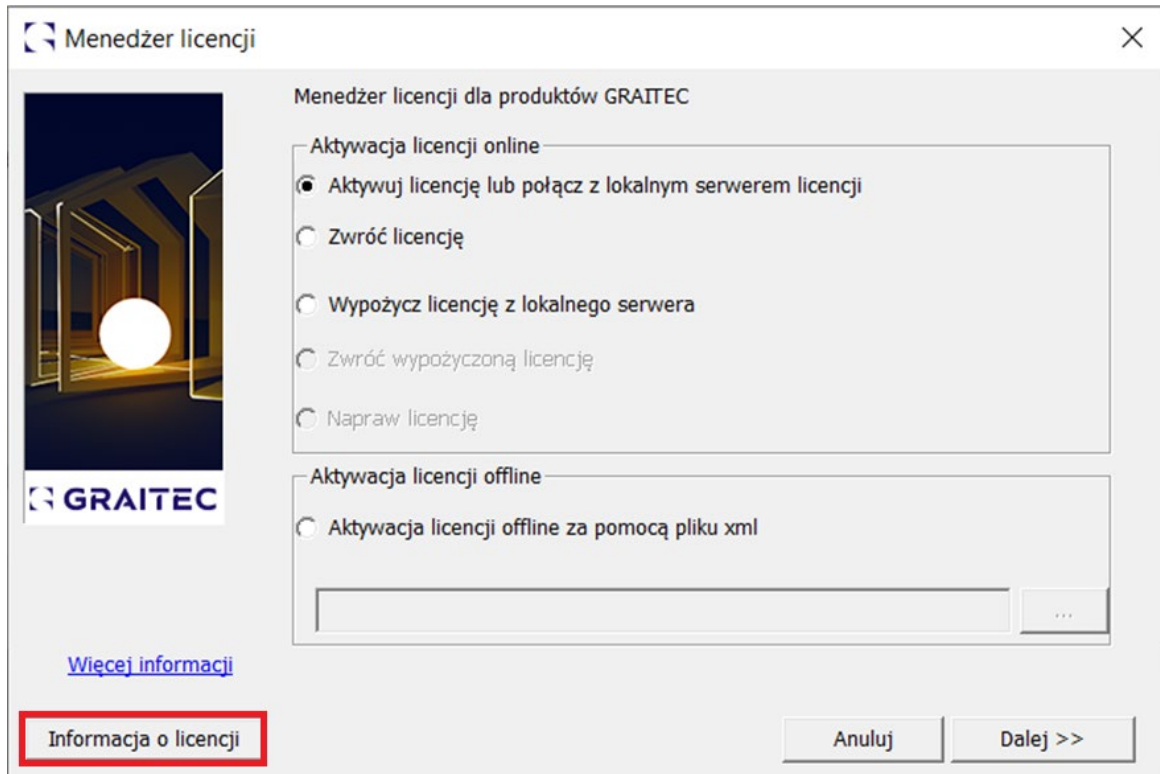 Menedżer licencji
Menedżer licencji dla produktów GRAITEC
Aktywacja licencji online
Aktywuj licencję lub połącz z lokalnym serwerem licencji
Zwróć licencję
Wypożycz licencję z lokalnego serwera
Zwróć wypożyczoną licencję
Napraw licencję
GRAITEC
Aktywacja licencji offline
Aktywacja licencji offline za pomocą pliku xml
...
Więcej informacji
Informacja o licencji
Anuluj
Dalej >>